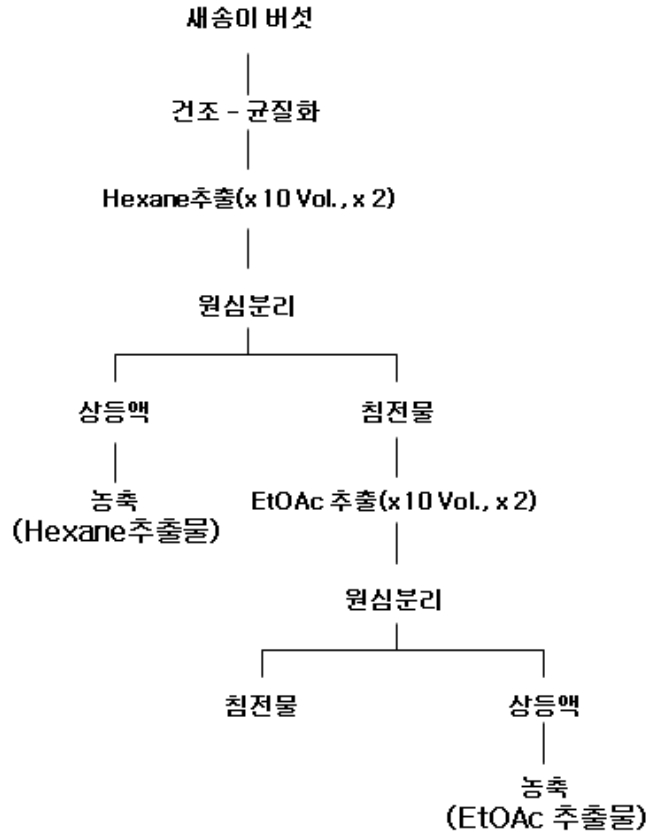 새송이 버섯
건조 - 균질화
Hexane추출(x 10 Vol., x 2)
원심분리
상등액 침전물
농축 EtOAc 추출(x 10 Vol., x 2)
(Hexane추출물)
원심분리
침전물 상등액
농축
(EtOAc 추출물)